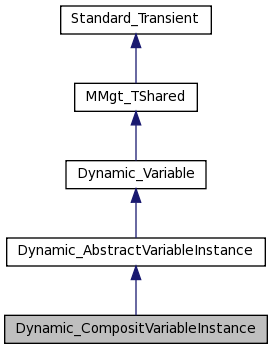 Standard_Transient
MMgt_TShared
Dynamic_Variable
Dynamic_AbstractVariableInstance
Dynamic_CompositVariableInstance